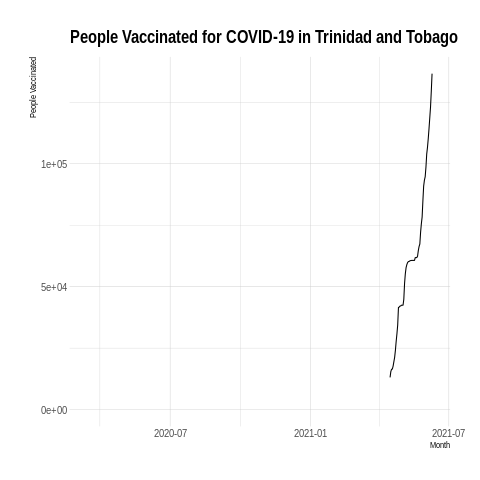 People Vaccinated for COVID-19 in Trinidad and Tobago
People Vaccinated
1e+05
5e+04
0e+00
2020-07
2021-01
2021-07
Month